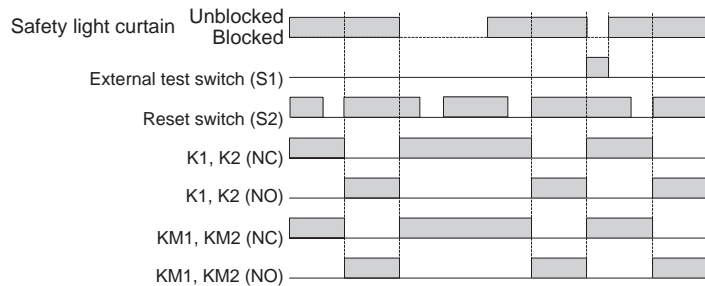 Safety light curtain Unblocked
Blocked
External test switch (S1)
Reset switch (S2)
K1, K2 (NC)
K1, K2 (NO)
KM1, KM2 (NC)
KM1, KM2 (NO)